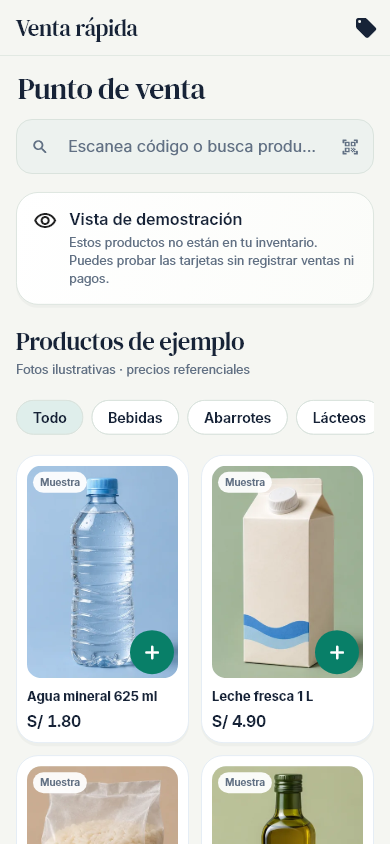 Venta rápida
Punto de venta
Escanea código o busca produ...
Vista de demostración
Estos productos no están en tu inventario.
Puedes probar las tarjetas sin registrar ventas ni
pagos.
Productos de ejemplo
Fotos ilustrativas · precios referenciales
Todo
Bebidas
Abarrotes
Lácteos
Muestra
Muestra
Agua mineral 625 ml
Leche fresca 1 L
S/ 1.80
S/ 4.90
Muestra
Muestra